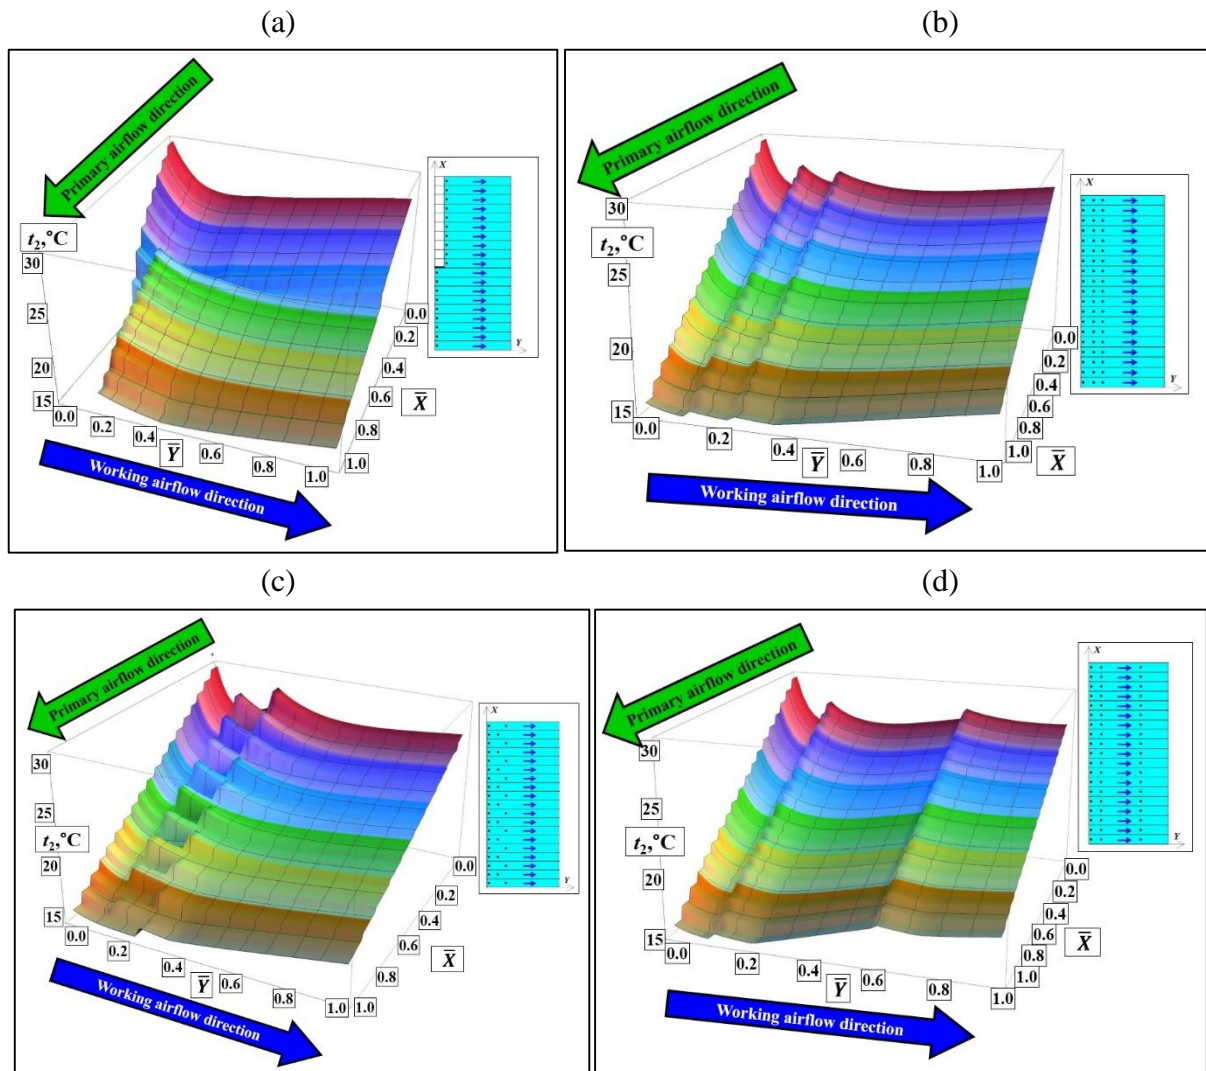 (a)
(b)
Primary airflow direction
t₂,°C
30
25
20
15
0.0
0.2
0.4
Y̅
0.6
0.8
1.0
1.0
0.8
0.6
X̅
0.4
0.2
0.0
Working airflow direction
X
Y
Primary airflow direction
30
t₂,°C
25
20
15
0.0
0.2
0.4
Y̅
0.6
0.8
1.0
1.0
0.8
0.6
X̅
0.4
0.2
0.0
Working airflow direction
X
Y
(c)
(d)
Primary airflow direction
30
25
t₂,°C
20
15
0.0
0.2
0.4
Y̅
0.6
0.8
1.0
1.0
0.8
0.6
X̅
0.4
0.2
0.0
Working airflow direction
X
Y
Primary airflow direction
30
25
t₂,°C
20
15
0.0
0.2
0.4
Y̅
0.6
0.8
1.0
1.0
0.8
0.6
X̅
0.4
0.2
0.0
Working airflow direction
X
Y